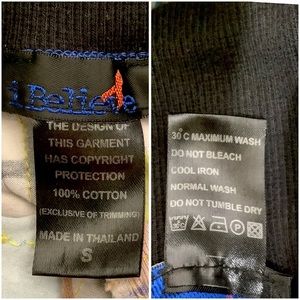 i Believe
THE DESIGN OF
THIS GARMENT
HAS COPYRIGHT
PROTECTION
100% COTTON
(EXCLUSIVE OF TRIMMING)
MADE IN THAILAND
S
30 C MAXIMUM WASH
DO NOT BLEACH
COOL IRON
NORMAL WASH
DO NOT TUMBLE DRY